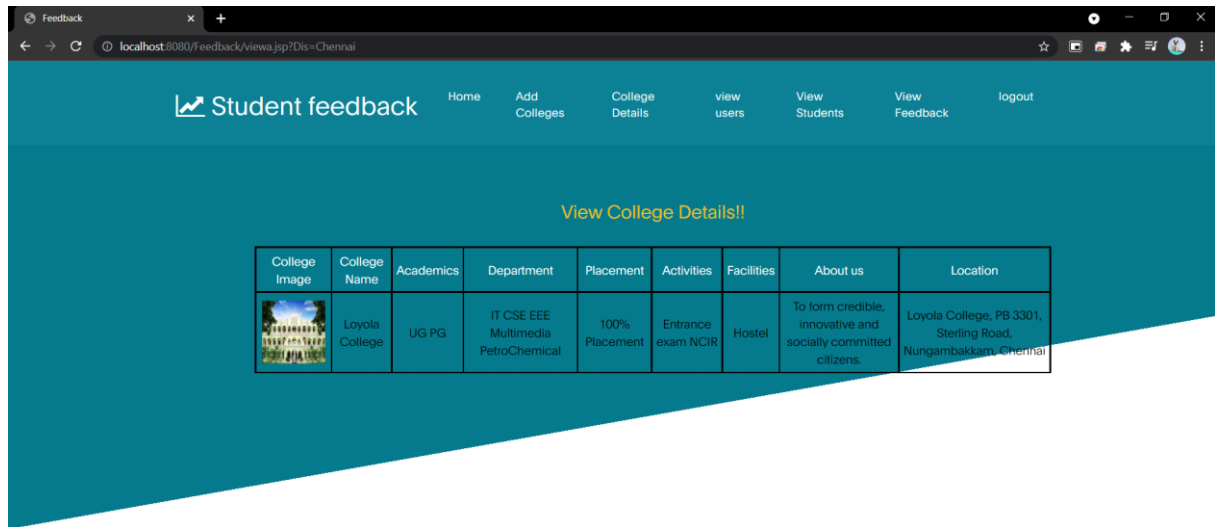 Feedback
localhost:8080/Feedback/viewa.jsp?Dis=Chennai
Student feedback
Home
Add
Colleges
College
Details
view
users
View
Students
View
Feedback
logout
View College Details!!
College
Image
College
Name
Academics
Department
Placement
Activities
Facilities
About us
Location
Loyola
College
UG PG
IT CSE EEE
Multimedia
PetroChemical
100%
Placement
Entrance
exam NCIR
Hostel
To form credible,
innovative and
socially committed
citizens.
Loyola College, PB 3301,
Sterling Road,
Nungambakkam, Chennai